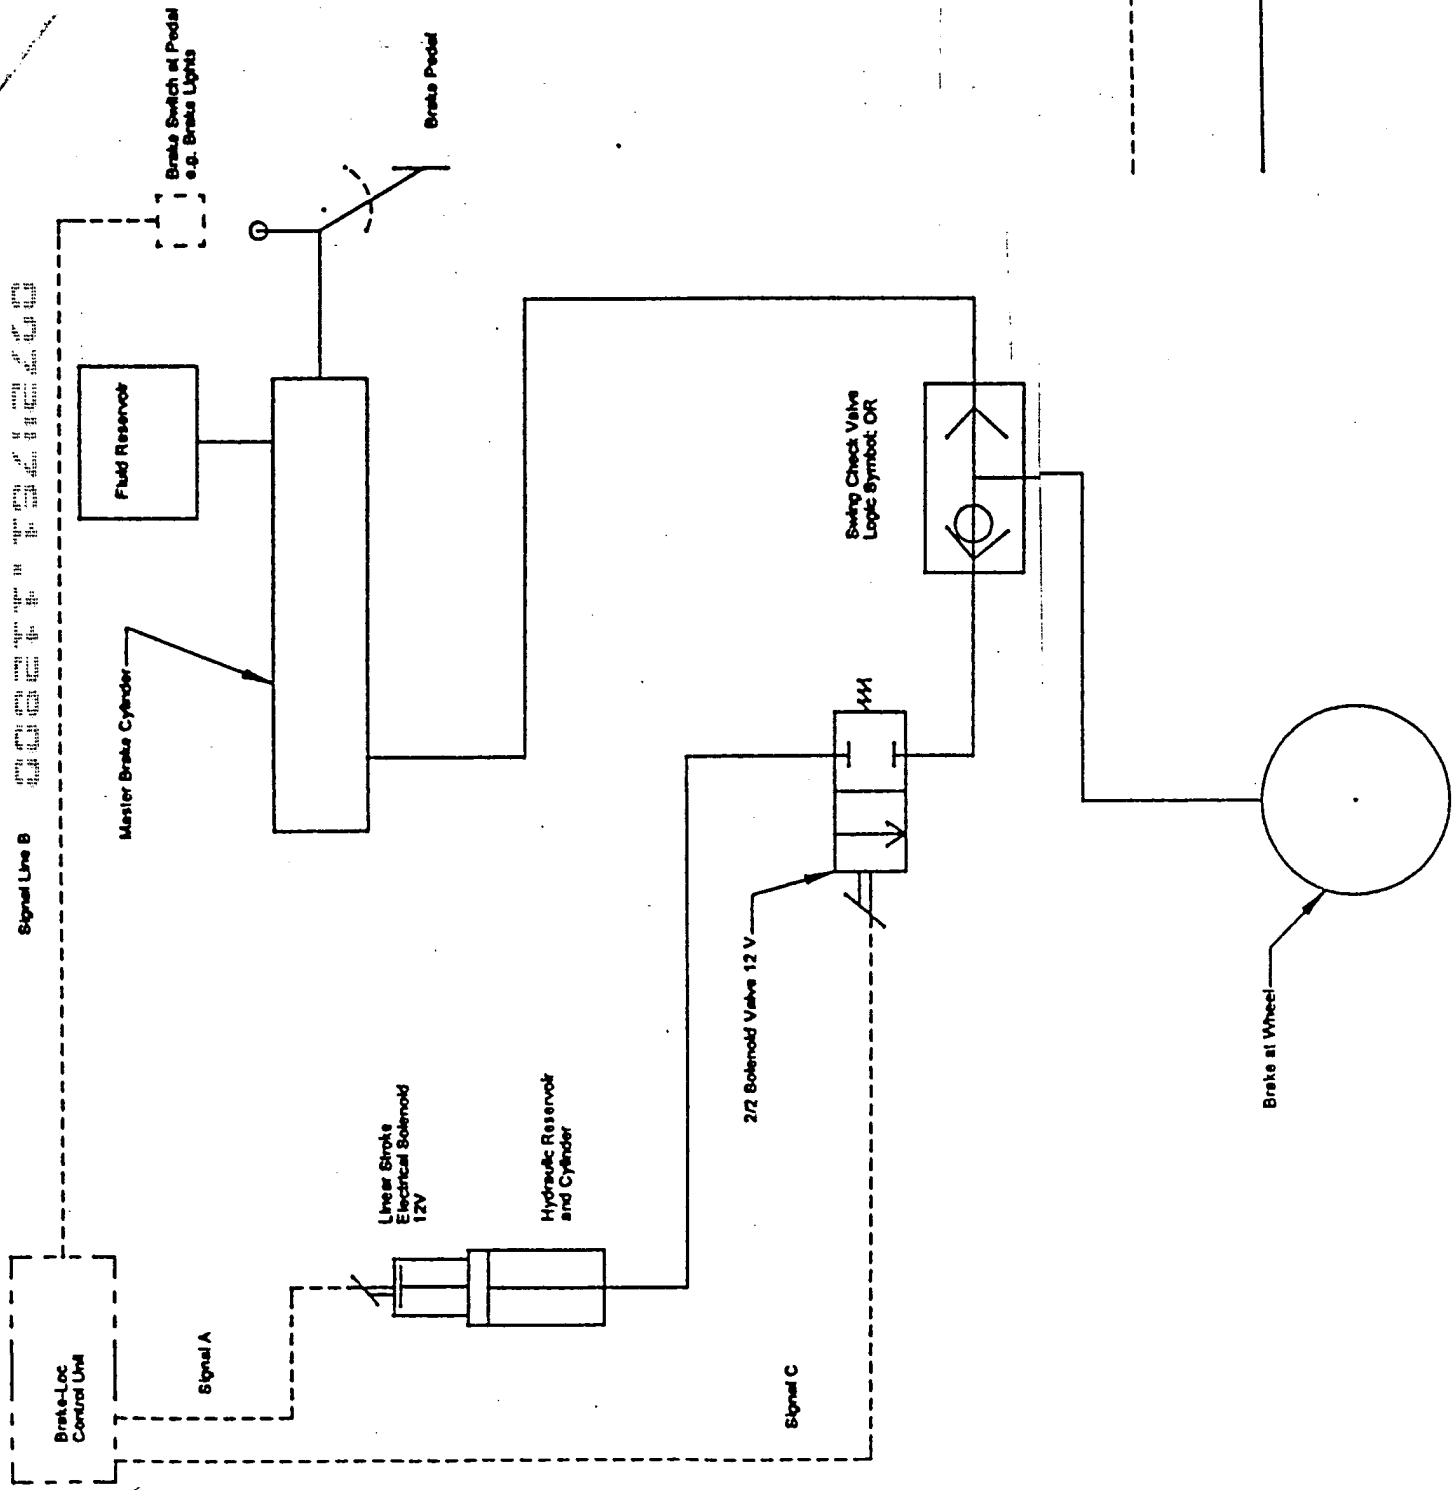 Signal Line B
Brake Switch at Pedal
e.g. Brake Lights
Brake Pedal
Fluid Reservoir
Master Brake Cylinder
Swing Check Valve
Logic Symbol: OR
2/2 Solenoid Valve 12 V
Brake at Wheel
Linear Stroke
Electrical Solenoid
12V
Hydraulic Reservoir
and Cylinder
Brake-Loc
Control Unit
Signal A
Signal C